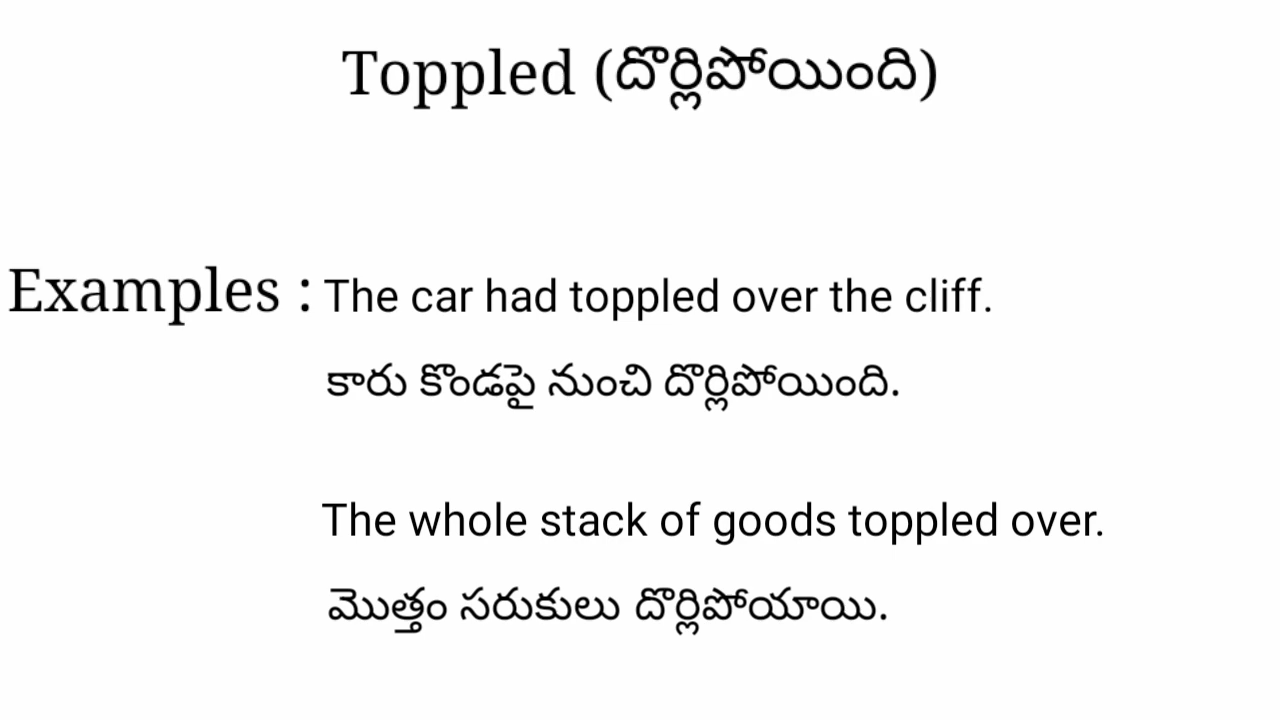 Toppled (దొర్లిపోయింది)
Examples : The car had toppled over the cliff.
కారు కొండపై నుంచి దొర్లిపోయింది.
The whole stack of goods toppled over.
మొత్తం సరుకులు దొర్లిపోయాయి.